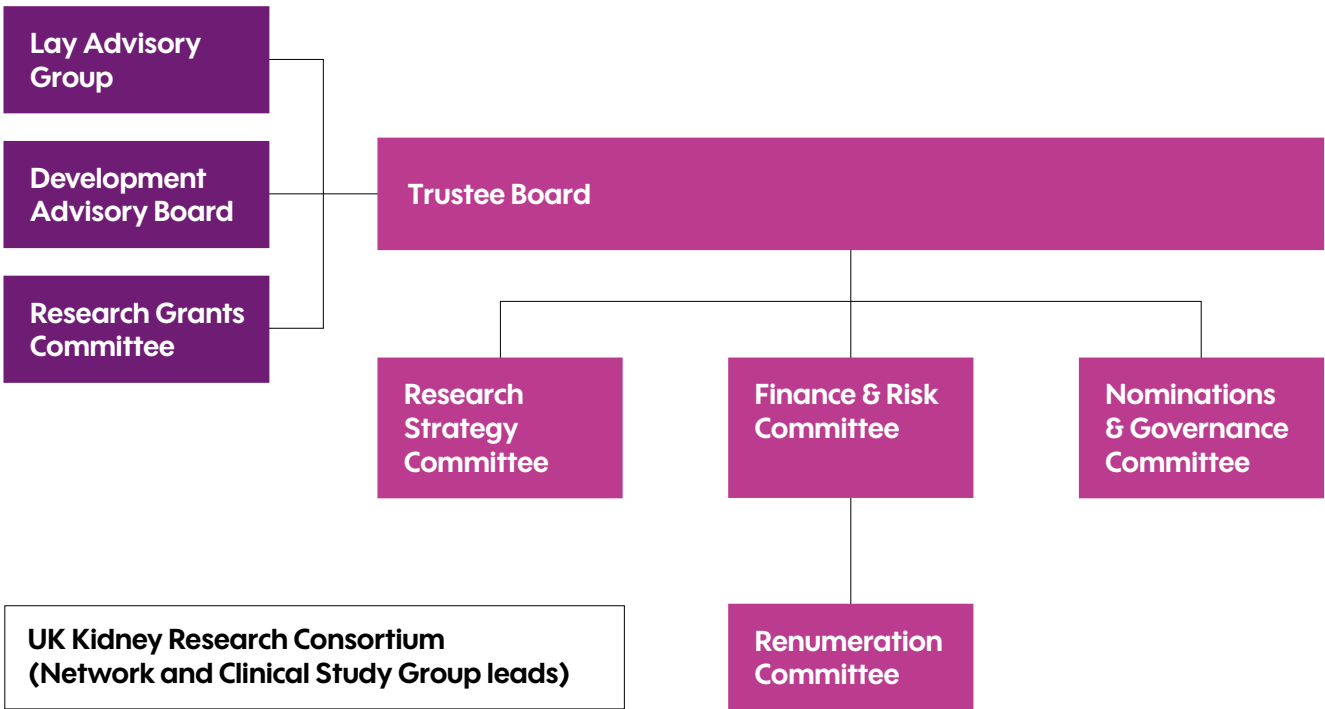 Lay Advisory
Group
Development
Advisory Board
Research Grants
Committee
Trustee Board
Research
Strategy
Committee
Finance & Risk
Committee
Nominations
& Governance
Committee
Renumeration
Committee
UK Kidney Research Consortium
(Network and Clinical Study Group leads)